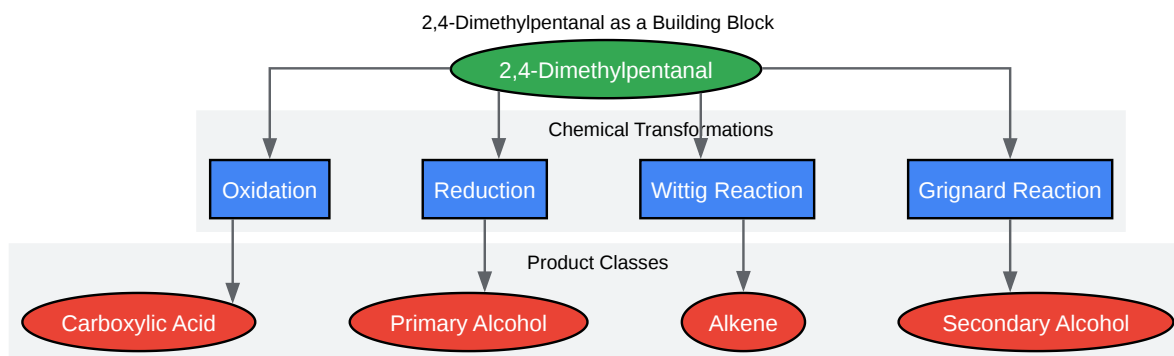 2,4-Dimethylpentanal as a Building Block
2,4-Dimethylpentanal
Chemical Transformations
Oxidation
Reduction
Wittig Reaction
Grignard Reaction
Product Classes
Carboxylic Acid
Primary Alcohol
Alkene
Secondary Alcohol